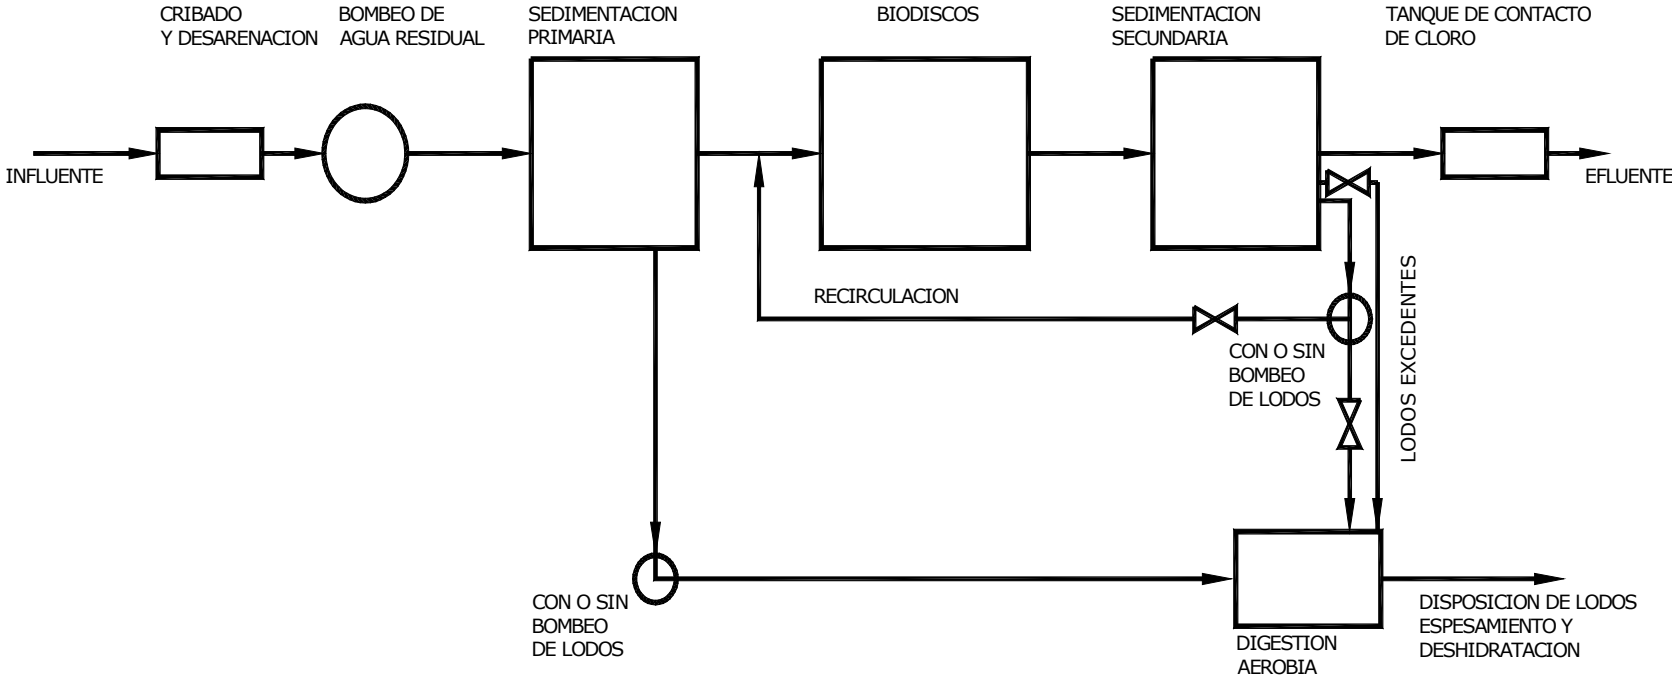 CRIBADO
Y DESARENACION
BOMBEO DE
AGUA RESIDUAL
SEDIMENTACION
PRIMARIA
BIODISCOS
SEDIMENTACION
SECUNDARIA
TANQUE DE CONTACTO
DE CLORO
INFLUENTE
EFLUENTE
RECIRCULACION
LODOS EXCEDENTES
CON O SIN
BOMBEO
DE LODOS
CON O SIN
BOMBEO
DE LODOS
DIGESTION
AEROBIA
DISPOSICION DE LODOS
ESPESAMIENTO Y
DESHIDRATACION